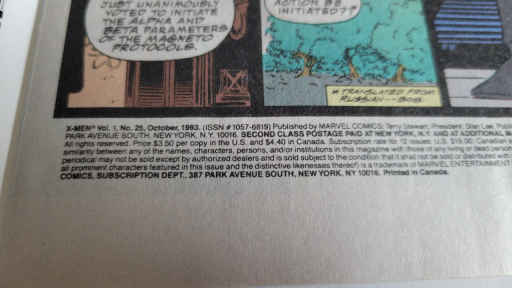 JUST UNANIMOUSLY
VOTED TO INITIATE
THE ALPHA AND
BETA PARAMETERS
OF THE MAGNETO
PROTOCOLS.
ACTION BE
INITIATED?*
*TRANSLATED FROM
RUSSIAN--BOB.
X-MEN® Vol. 1, No. 25, October, 1993. (ISSN #1057-6819) Published by MARVEL COMICS. Terry Stewart, President. Stan Lee, Publ
PARK AVENUE SOUTH, NEW YORK, N.Y. 10016. SECOND CLASS POSTAGE PAID AT NEW YORK, N.Y. AND AT ADDITIONAL MA
All rights reserved. Price $3.50 per copy in the U.S. and $4.40 in Canada. Subscription rate for 12 issues: U.S. $15.00; Canadian
similarity between any of the names, characters, persons, and/or institutions in this magazine with those of any living or dead person
periodical may not be sold except by authorized dealers and is sold subject to the condition that it shall not be sold or distributed with
all prominent characters featured in this issue and the distinctive likenesses thereof) is a trademark of MARVEL ENTERTAINMENT
COMICS, SUBSCRIPTION DEPT., 387 PARK AVENUE SOUTH, NEW YORK, NY 10016. Printed in Canada.